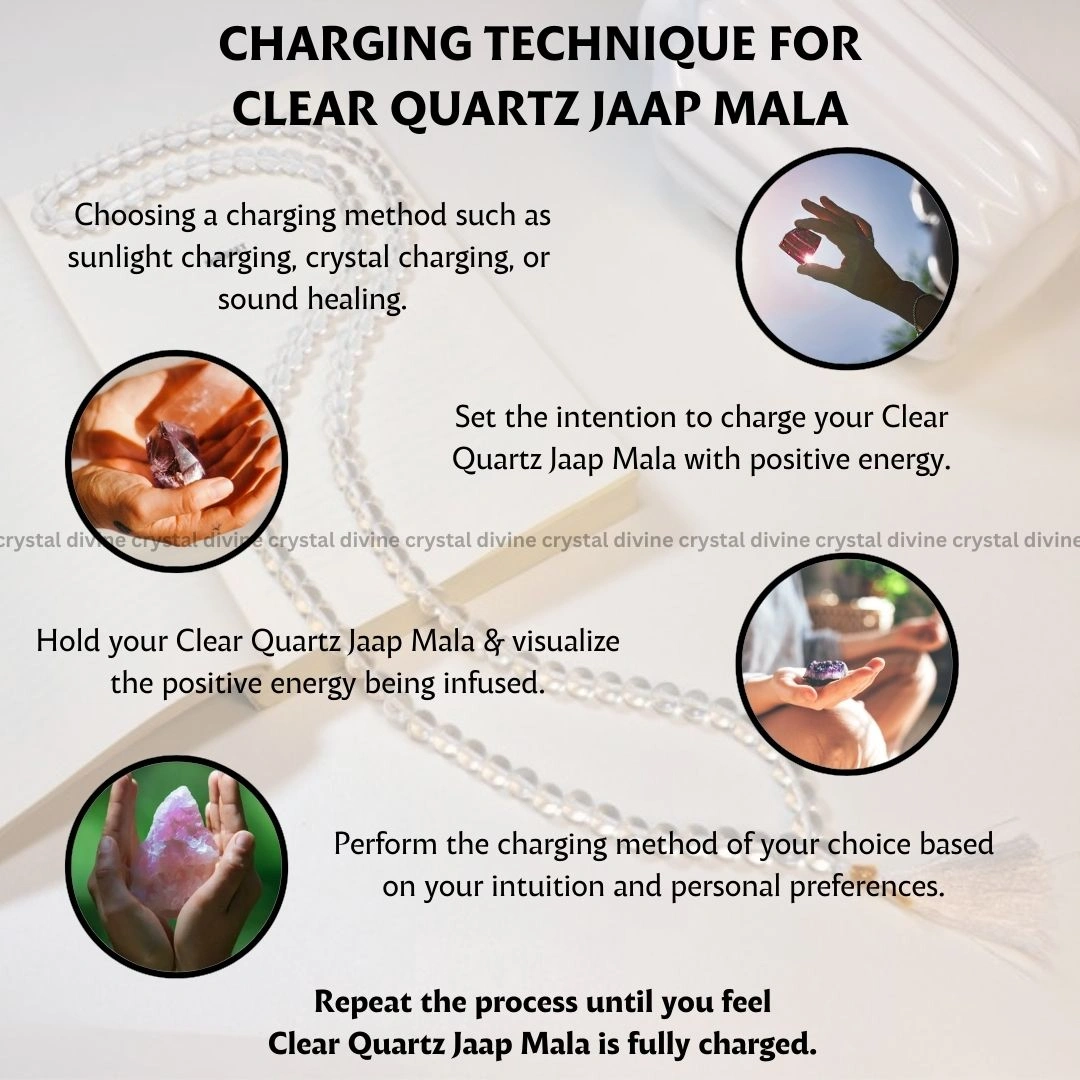 CHARGING TECHNIQUE FOR
CLEAR QUARTZ JAAP MALA
Choosing a charging method such as
sunlight charging, crystal charging, or
sound healing.
Set the intention to charge your Clear
Quartz Jaap Mala with positive energy.
crystal divine crystal divine crystal divine crystal divine crystal divine crystal divine crystal divine crystal divine
Hold your Clear Quartz Jaap Mala & visualize
the positive energy being infused.
Perform the charging method of your choice based
on your intuition and personal preferences.
Repeat the process until you feel
Clear Quartz Jaap Mala is fully charged.